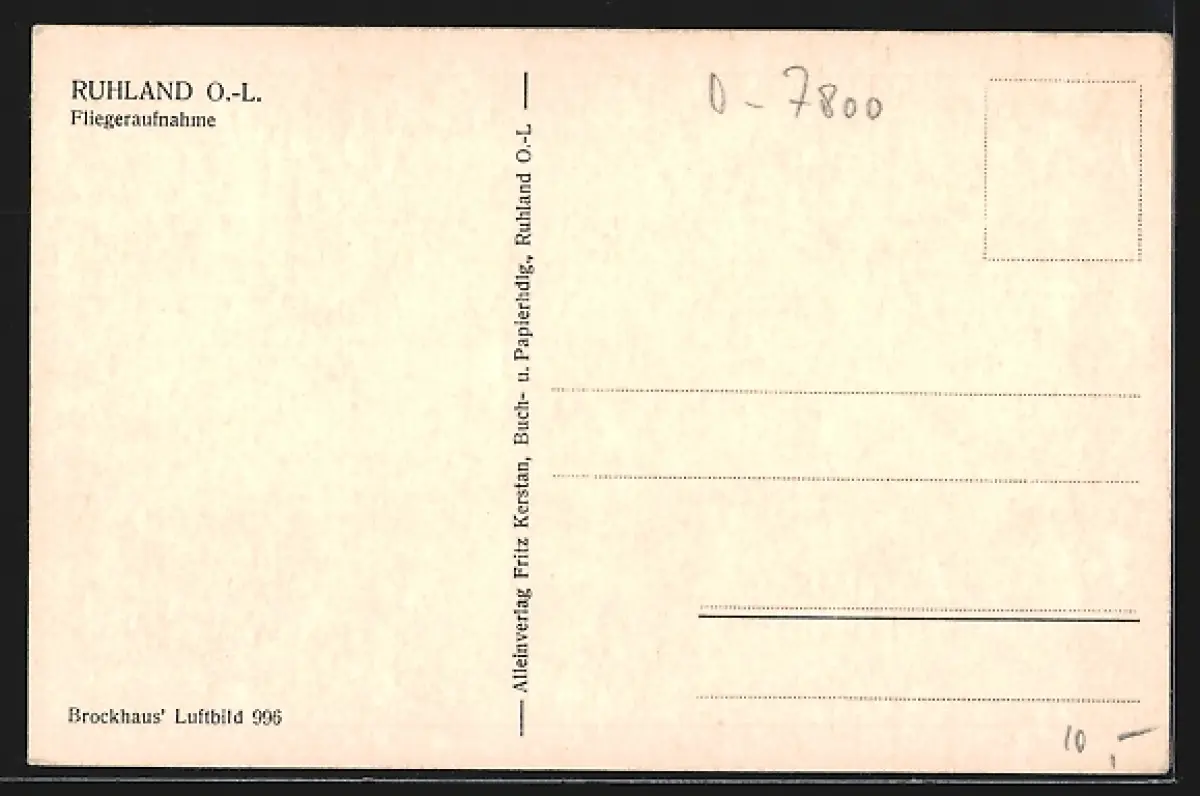 RUHLAND O.-L.
Fliegeraufnahme
Brockhaus' Luftbild 996
Alleinverlag Fritz Kerstan, Buch- u. Papierhdlg., Ruhland O.-L
D - 7800
10,-